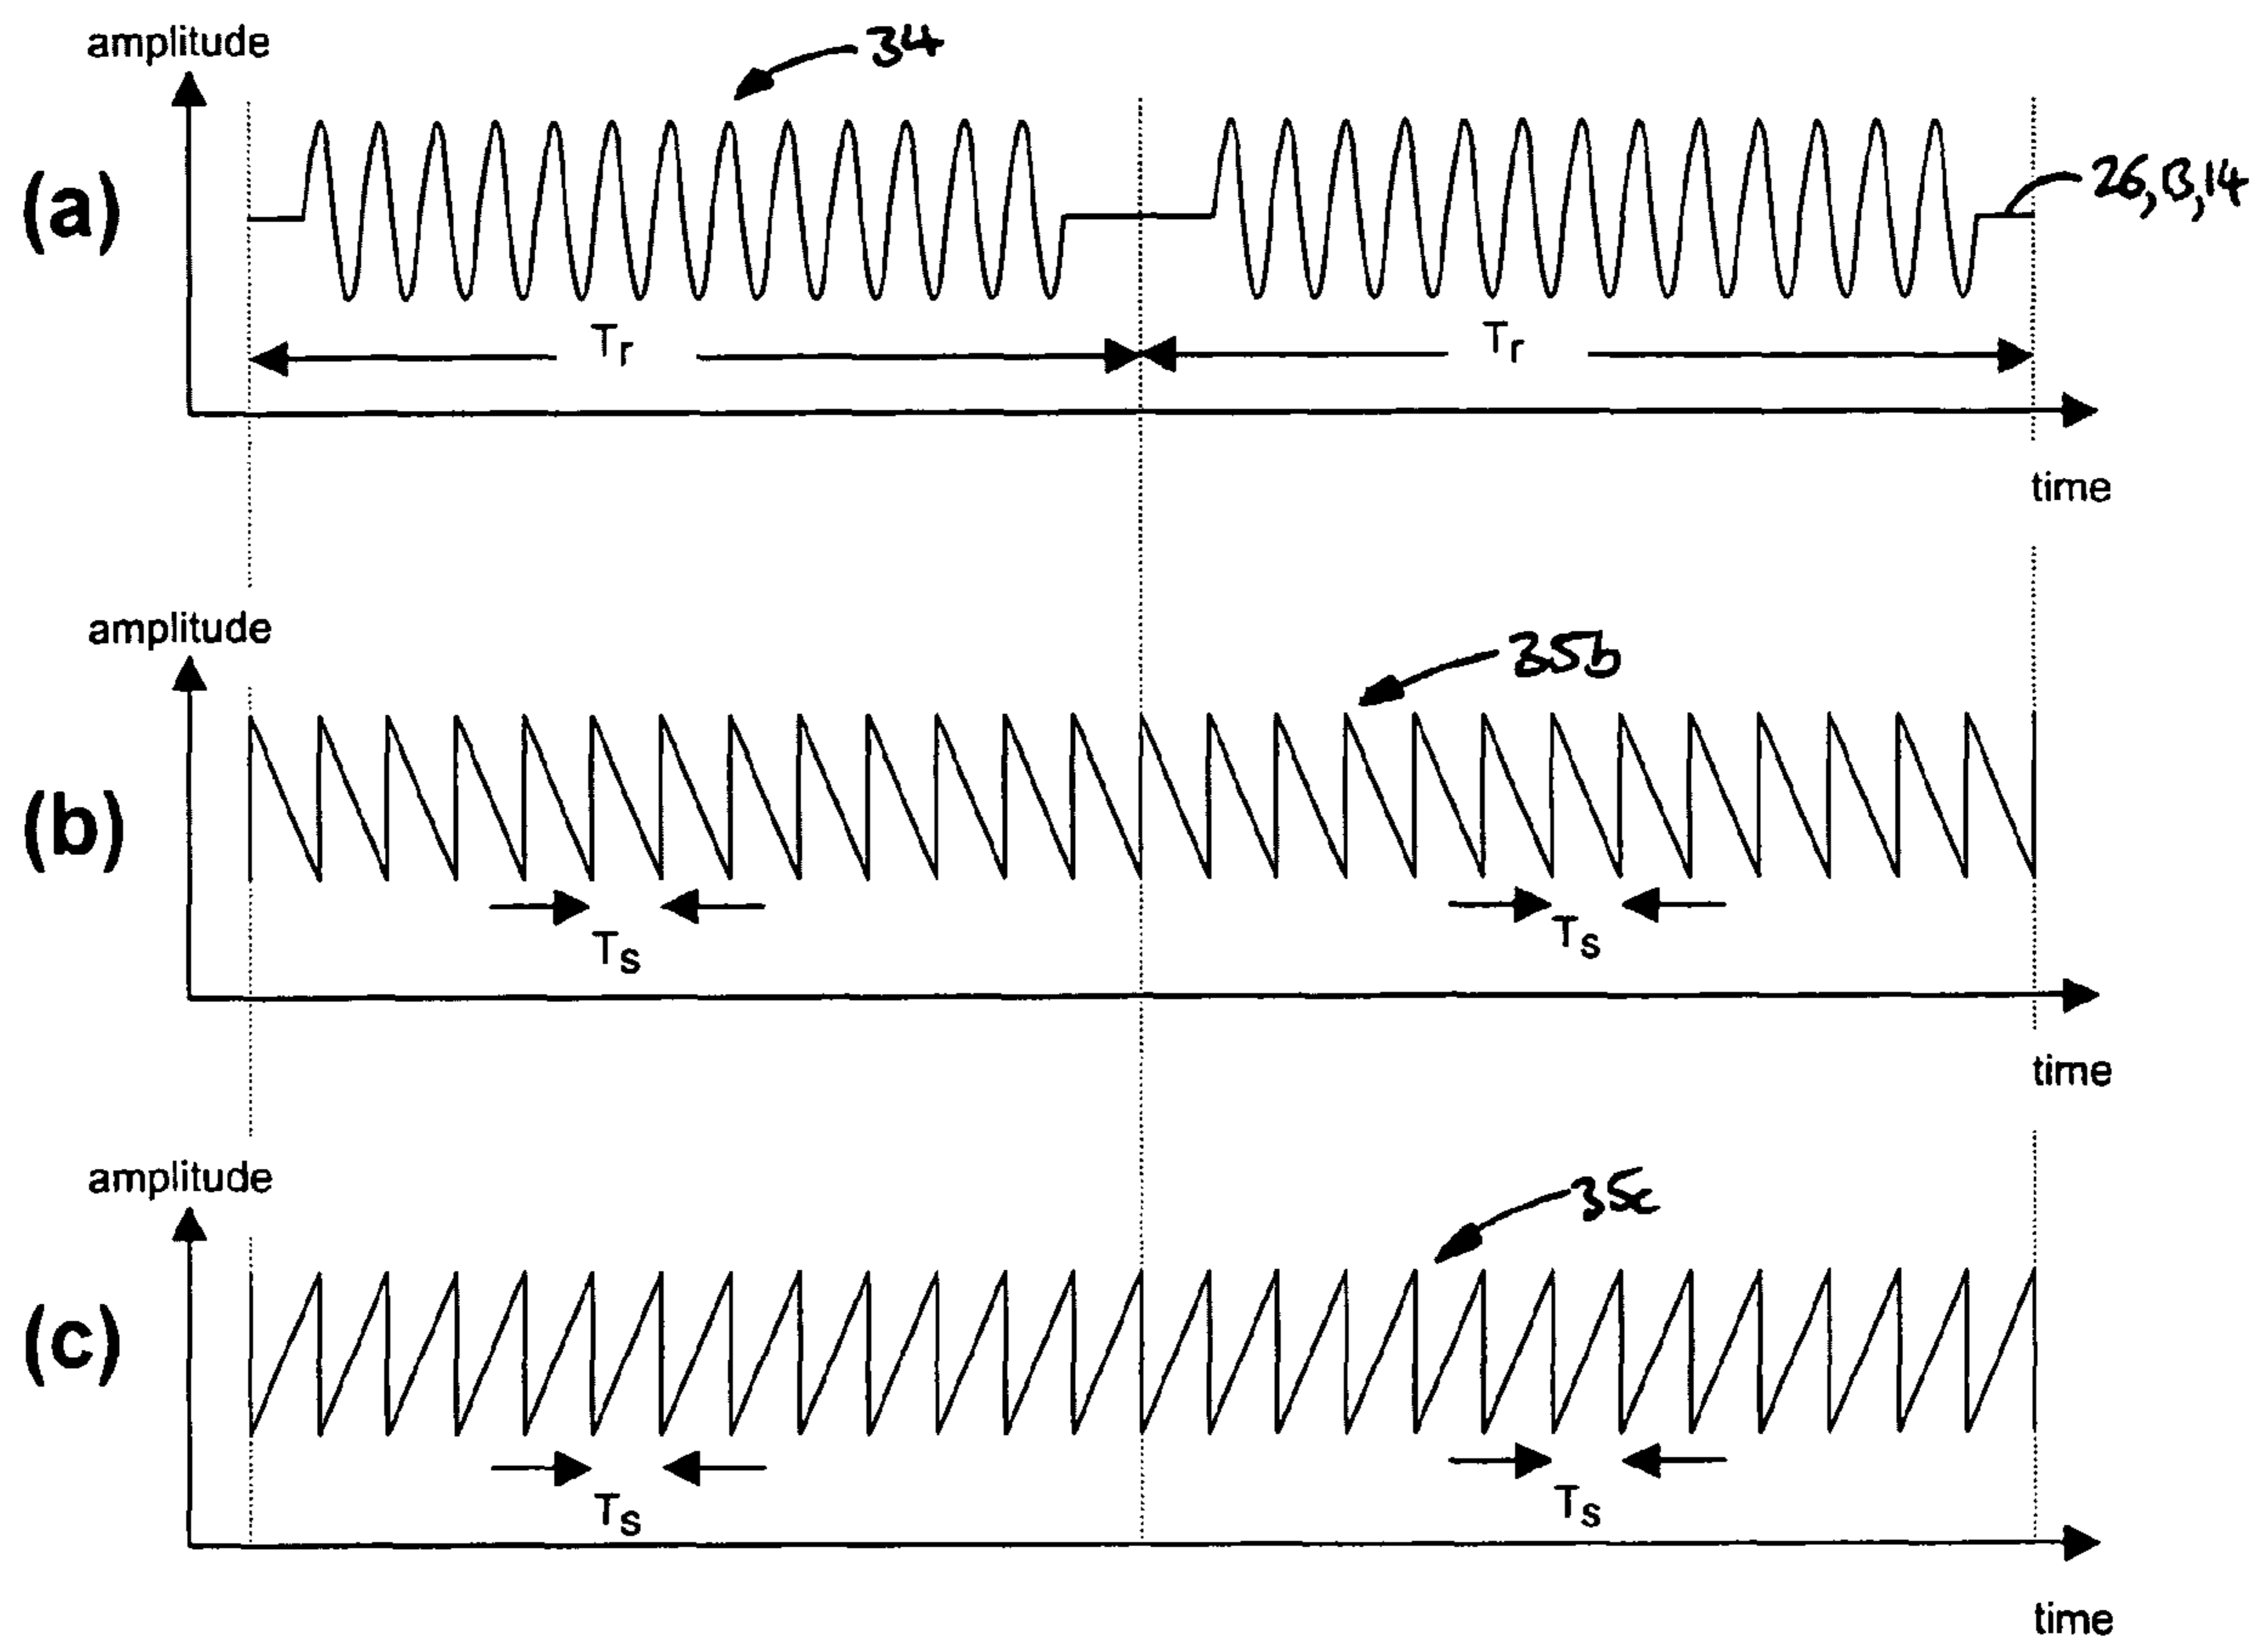 amplitude
34
(a)
26, 13, 14
Tr
Tr
time
amplitude
35b
(b)
Ts
Ts
time
amplitude
35c
(c)
Ts
Ts
time